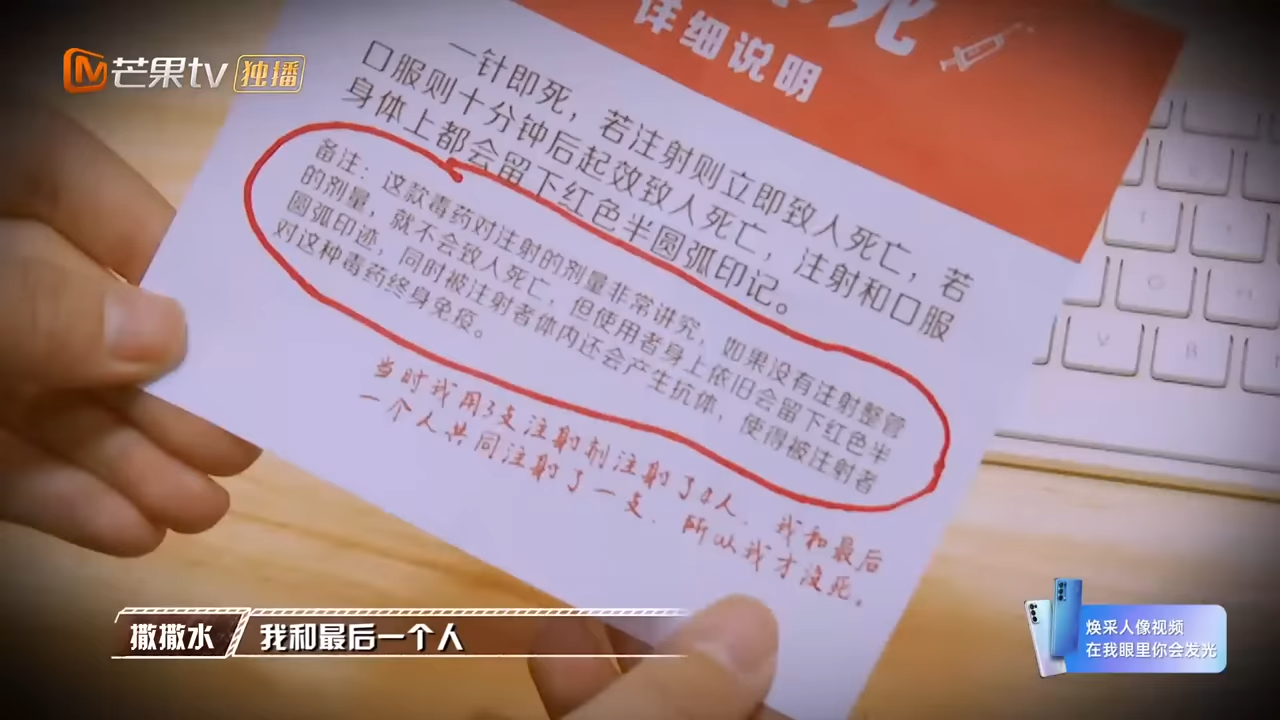 芒果tv 独播
死
详细说明
一针即死,若注射则立即致人死亡,若
口服则十分钟后起效致人死亡,注射和口服
身体上都会留下红色半圆弧印记。
备注:这款毒药对注射的剂量非常讲究,如果没有注射整管
的剂量,就不会致人死亡,但使用者身上依旧会留下红色半
圆弧印迹,同时被注射者体内还会产生抗体,使得被注射者
对这种毒药终身免疫。
当时我用3支注射剂注射了4人,我和最后
一个人共同注射了一支.所以我才没死.
撒撒水 我和最后一个人
焕采人像视频
在我眼里你会发光